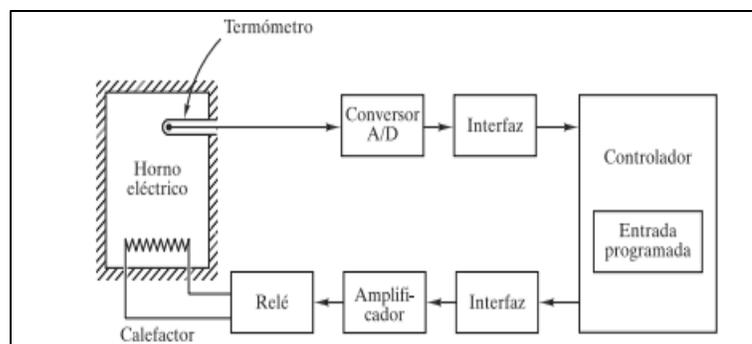 Termómetro
Conversor
A/D
Interfaz
Controlador
Horno
eléctrico
Entrada
programada
Relé
Amplifi-
cador
Interfaz
Calefactor